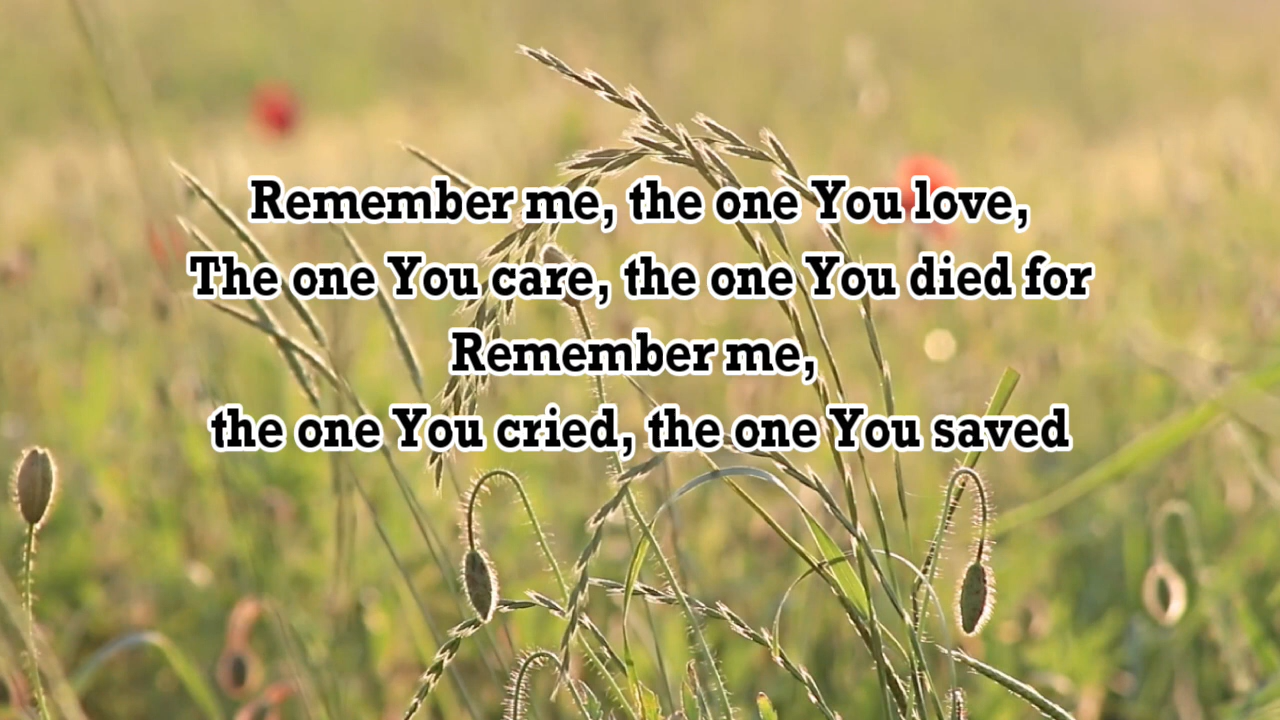 Remember me, the one You love,
The one You care, the one You died for
Remember me,
the one You cried, the one You saved